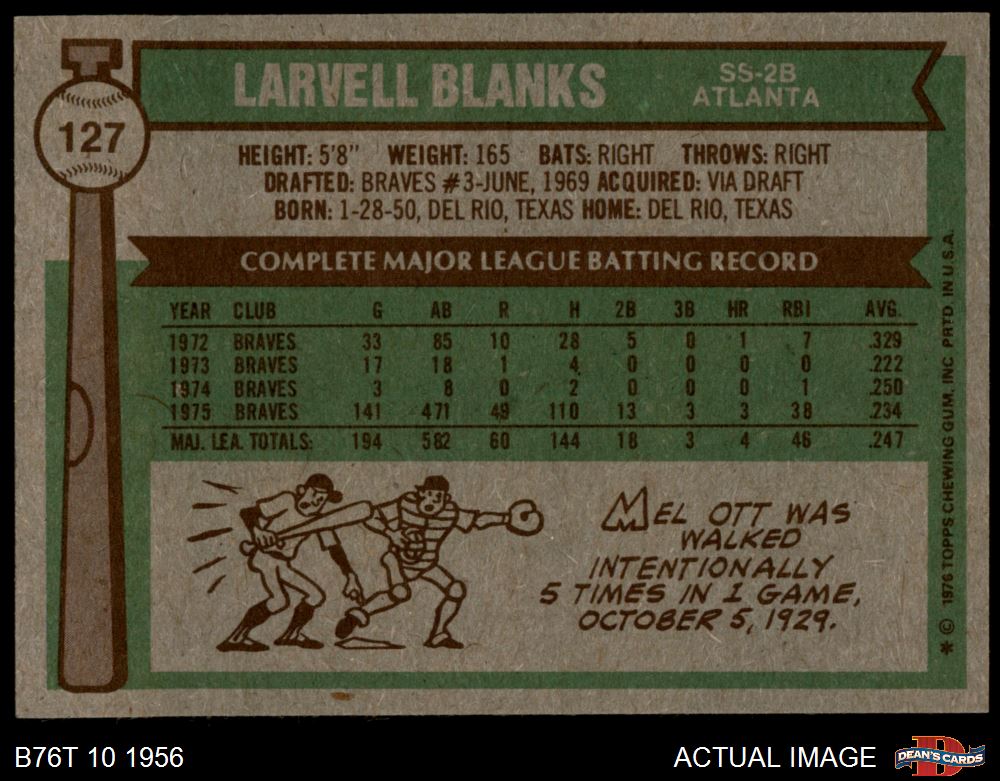 LARVELL BLANKS
SS-2B
ATLANTA
127
HEIGHT: 5'8" WEIGHT: 165 BATS: RIGHT THROWS: RIGHT
DRAFTED: BRAVES #3-JUNE, 1969 ACQUIRED: VIA DRAFT
BORN: 1-28-50, DEL RIO, TEXAS HOME: DEL RIO, TEXAS
COMPLETE MAJOR LEAGUE BATTING RECORD
YEAR CLUB G AB R H 2B 3B HR RBI AVG.
1972 BRAVES 33 85 10 28 5 0 1 7 .329
1973 BRAVES 17 18 1 4 0 0 0 0 .222
1974 BRAVES 3 8 0 2 0 0 0 1 .250
1975 BRAVES 141 471 49 110 13 3 3 38 .234
MAJ. LEA. TOTALS: 194 582 60 144 18 3 4 46 .247
MEL OTT WAS
WALKED
INTENTIONALLY
5 TIMES IN 1 GAME,
OCTOBER 5, 1929.
* © 1976 TOPPS CHEWING GUM, INC. PRTD. IN U.S.A.
B76T 10 1956
ACTUAL IMAGE
D
DEAN'S CARDS